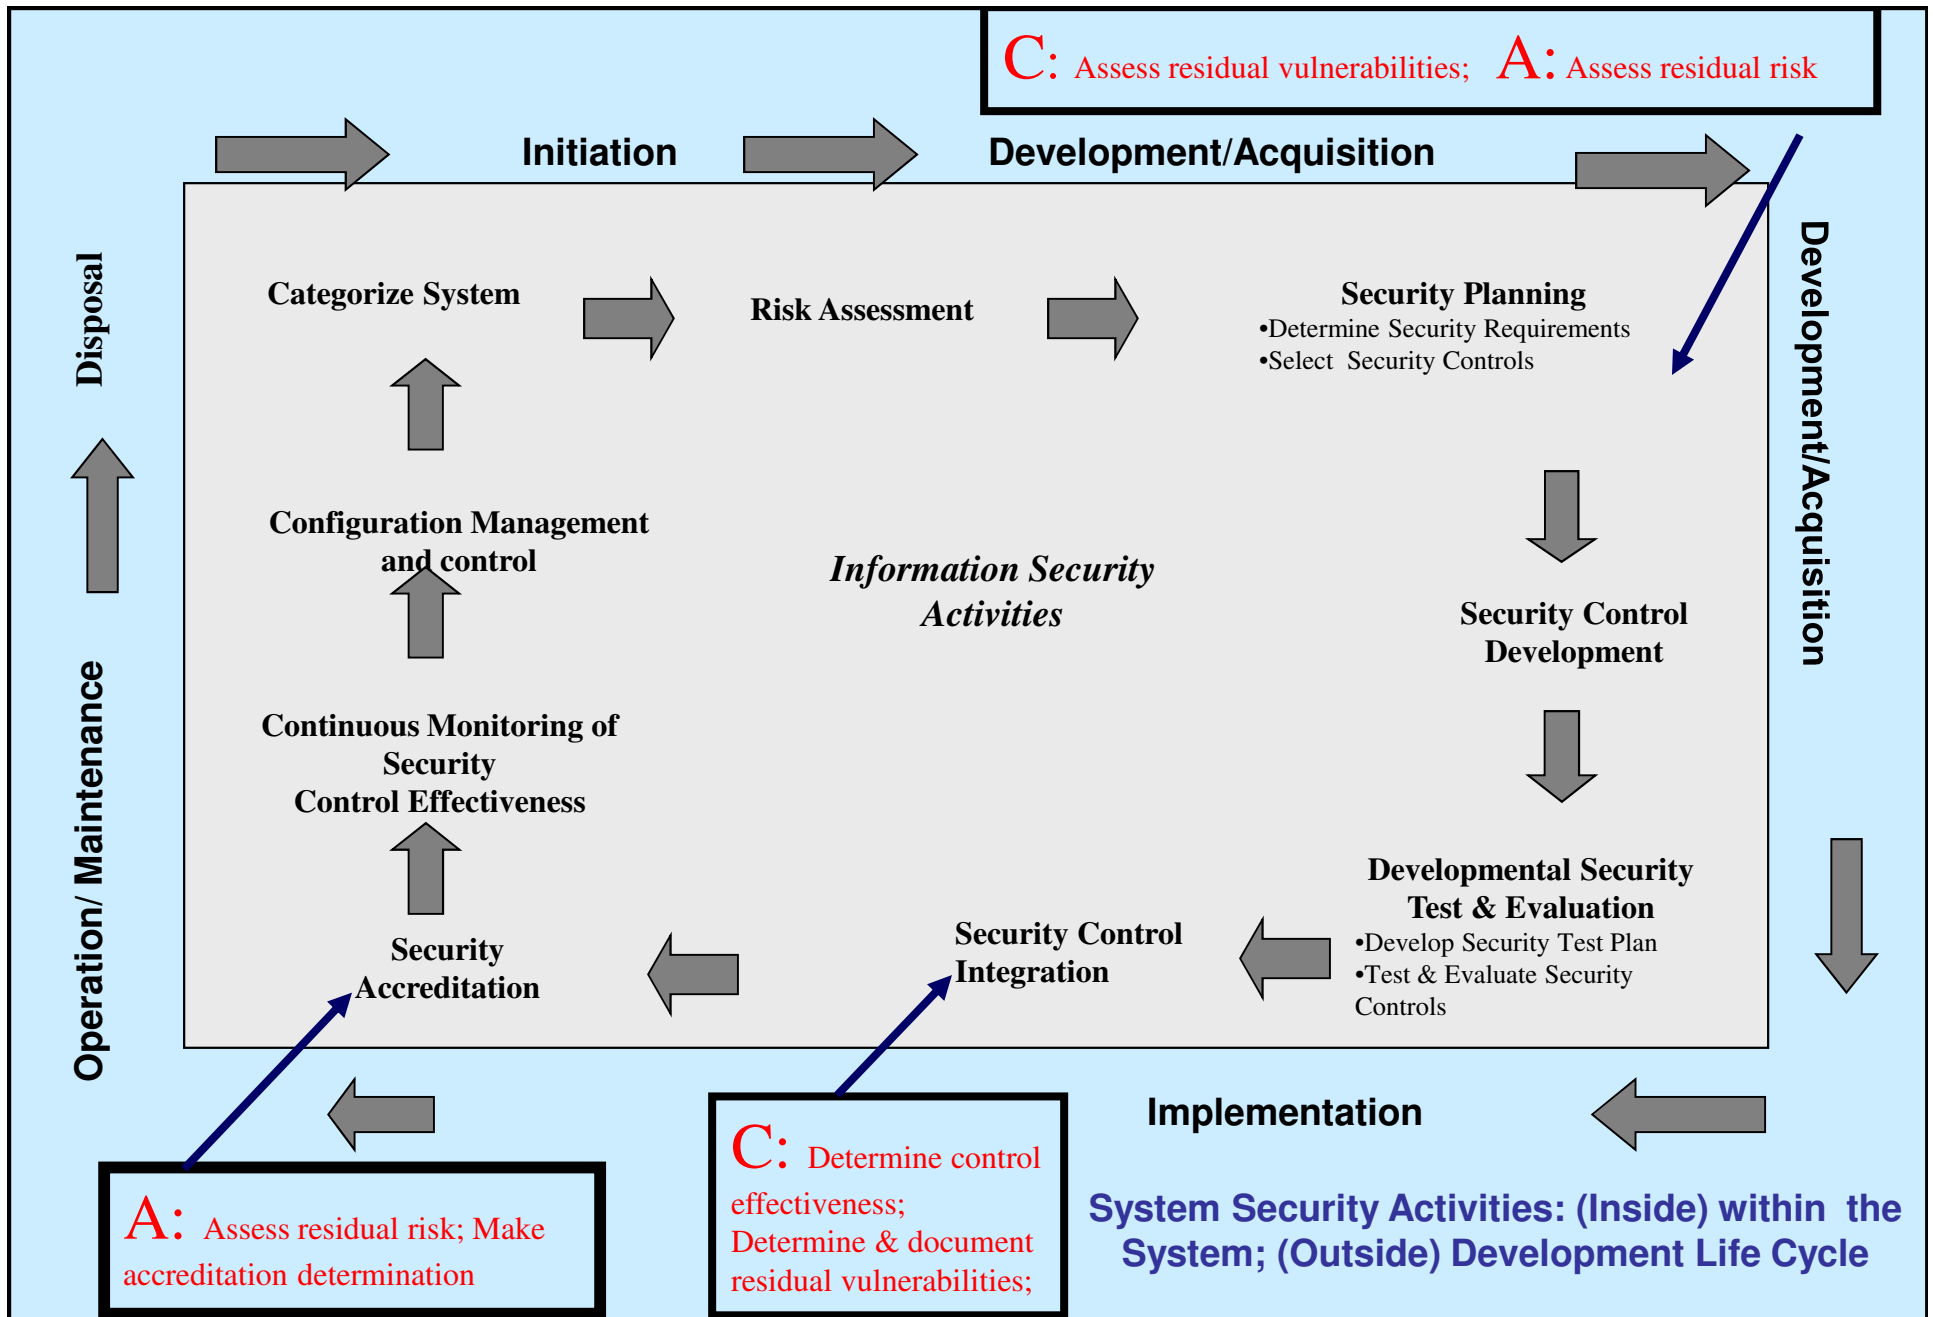 C: Assess residual vulnerabilities; A: Assess residual risk
Initiation
Development/Acquisition
Disposal
Categorize System
Risk Assessment
Security Planning
•Determine Security Requirements
•Select Security Controls
Development/Acquisition
Configuration Management
and control
Information Security
Activities
Security Control
Development
Operation/ Maintenance
Continuous Monitoring of
Security
Control Effectiveness
Developmental Security
Test & Evaluation
•Develop Security Test Plan
•Test & Evaluate Security
Controls
Security Control
Integration
Security
Accreditation
Implementation
A: Assess residual risk; Make
accreditation determination
C: Determine control
effectiveness;
Determine & document
residual vulnerabilities;
System Security Activities: (Inside) within the
System; (Outside) Development Life Cycle